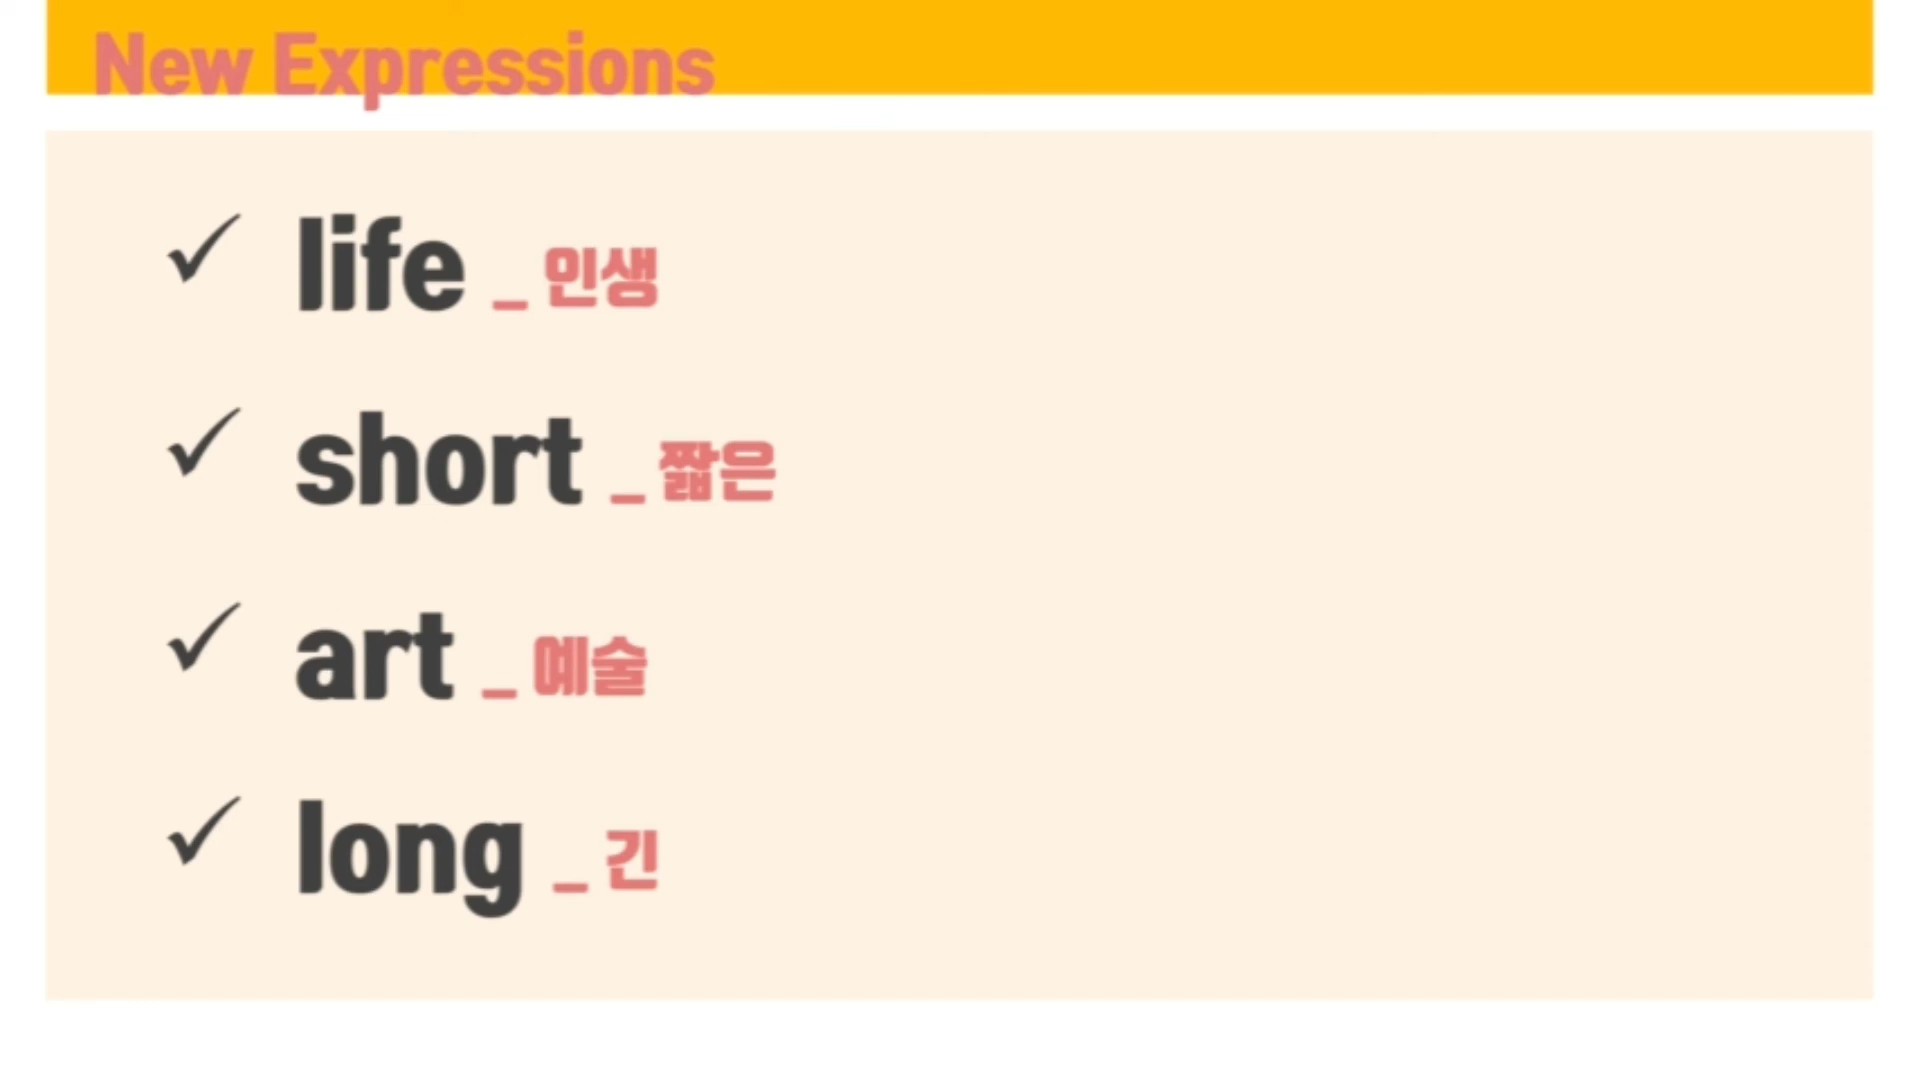 New Expressions
✓ life _ 인생
✓ short _ 짧은
✓ art _ 예술
✓ long _ 긴